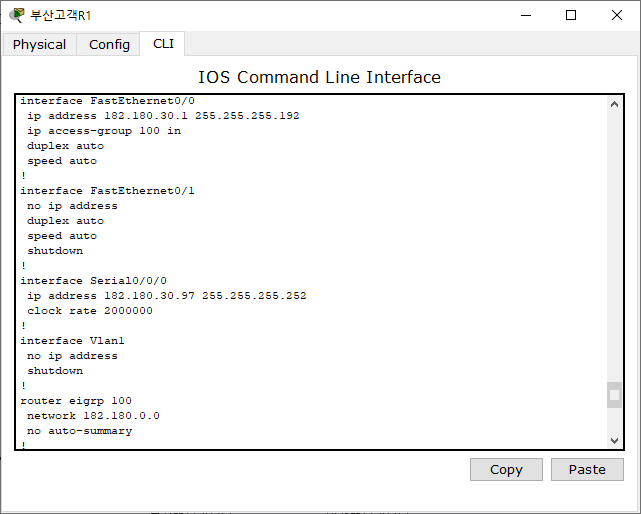 부산고객R1
Physical Config CLI
IOS Command Line Interface
interface FastEthernet0/0
ip address 182.180.30.1 255.255.255.192
ip access-group 100 in
duplex auto
speed auto
!
interface FastEthernet0/1
no ip address
duplex auto
speed auto
shutdown
!
interface Serial0/0/0
ip address 182.180.30.97 255.255.255.252
clock rate 2000000
!
interface Vlan1
no ip address
shutdown
!
router eigrp 100
network 182.180.0.0
no auto-summary
!
Copy Paste